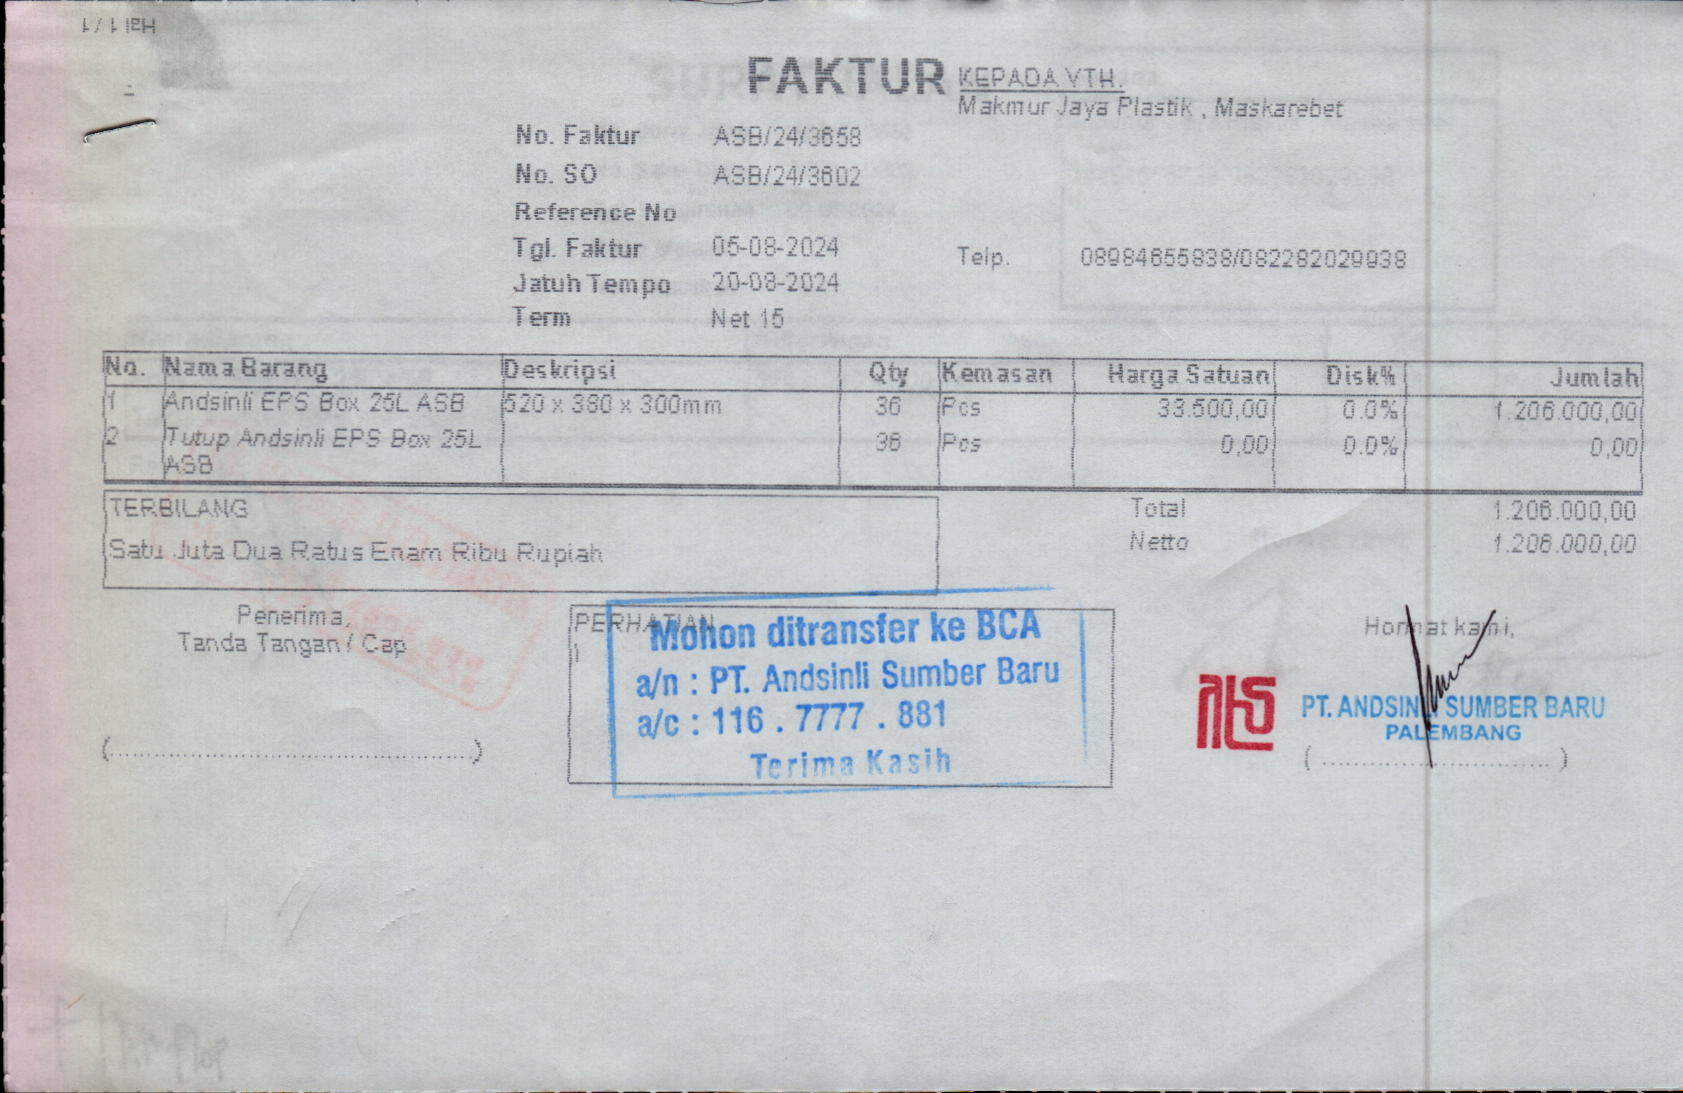 Hal 1 / 1
FAKTUR
KEPADA YTH.
Makmur Jaya Plastik , Maskarebet
No. Faktur ASB/24/3658
No. SO ASB/24/3602
Reference No
Tgl. Faktur 05-08-2024
Telp. 08984655838/082282029938
Jatuh Tempo 20-08-2024
Term Net 15
No. Nama Barang Deskripsi Qty Kemasan Harga Satuan Disk% Jumlah
1 Andsinli EPS Box 25L ASB 520 x 380 x 300mm 36 Pcs 33.500,00 0.0% 1.206.000,00
2 Tutup Andsinli EPS Box 25L ASB 36 Pcs 0,00 0.0% 0,00
TERBILANG
Total 1.206.000,00
Satu Juta Dua Ratus Enam Ribu Rupiah
Netto 1.206.000,00
Penerima,
Tanda Tangan / Cap
PERHATIAN
Mohon ditransfer ke BCA
a/n : PT. Andsinli Sumber Baru
a/c : 116 . 7777 . 881
Terima Kasih
Hormat kami,
PT. ANDSINLI SUMBER BARU
PALEMBANG